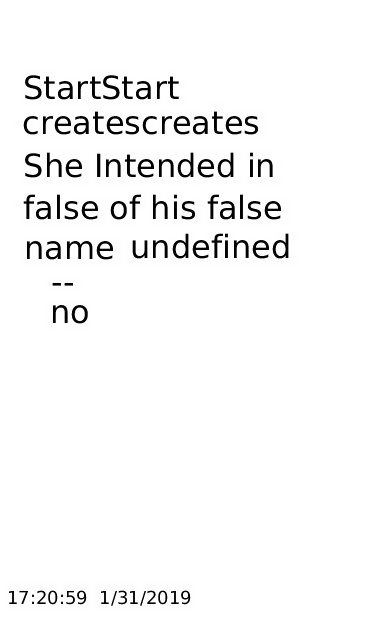 StartStart
createscreates
She Intended in
false of his false
name undefined
--
no
17:20:59 1/31/2019